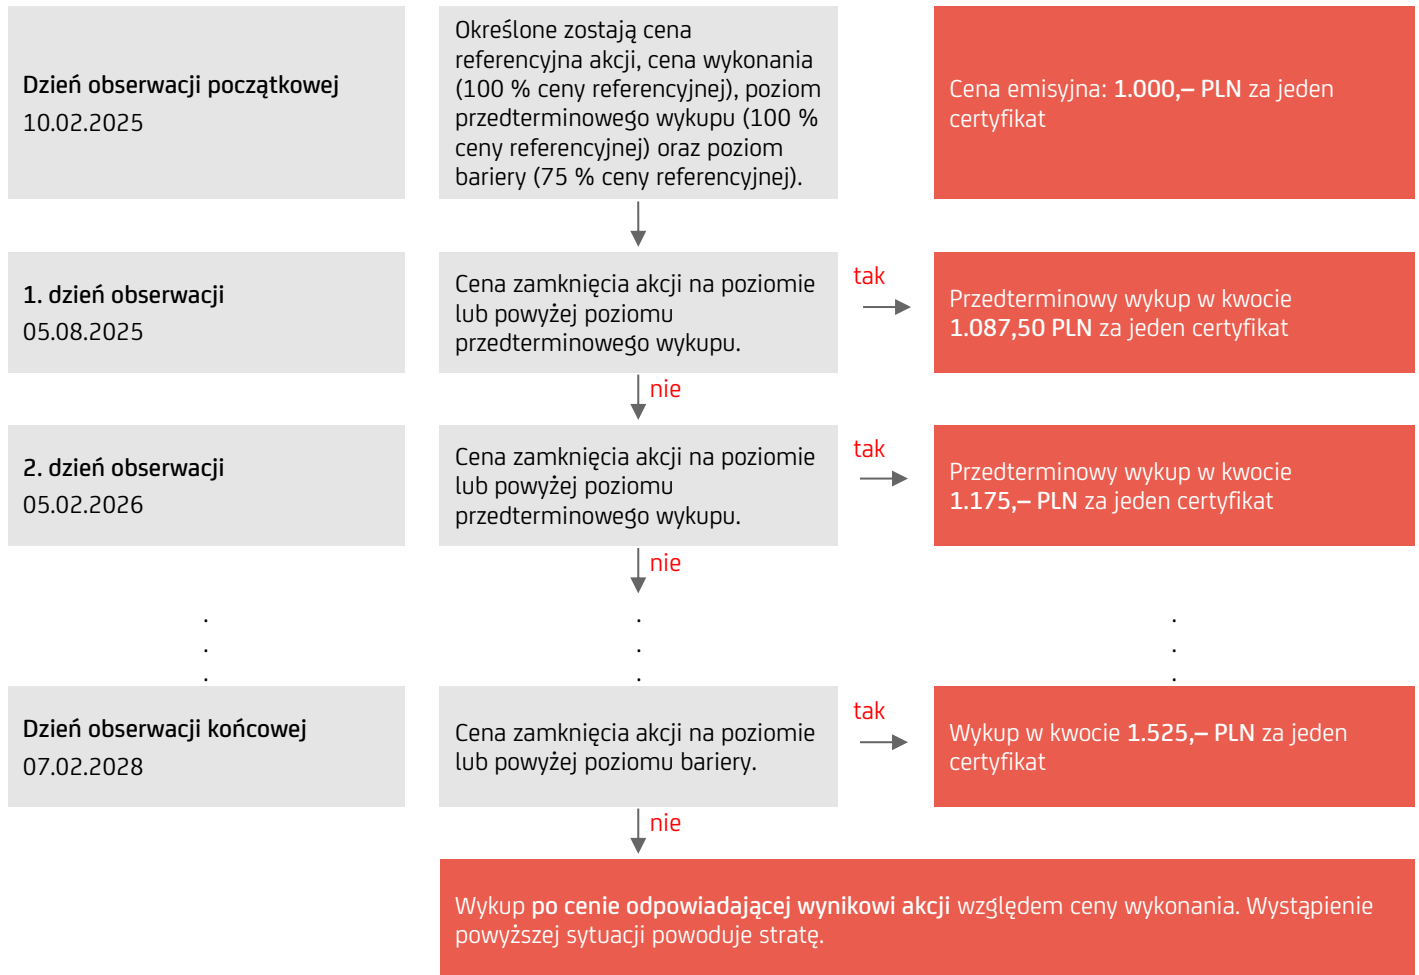 Dzień obserwacji początkowej
10.02.2025
Określone zostają cena
referencyjna akcji, cena wykonania
(100 % ceny referencyjnej), poziom
przedterminowego wykupu (100 %
ceny referencyjnej) oraz poziom
bariery (75 % ceny referencyjnej).
Cena emisyjna: 1.000,– PLN za jeden
certyfikat
1. dzień obserwacji
05.08.2025
Cena zamknięcia akcji na poziomie
lub powyżej poziomu
przedterminowego wykupu.
tak
Przedterminowy wykup w kwocie
1.087,50 PLN za jeden certyfikat
nie
2. dzień obserwacji
05.02.2026
Cena zamknięcia akcji na poziomie
lub powyżej poziomu
przedterminowego wykupu.
tak
Przedterminowy wykup w kwocie
1.175,– PLN za jeden certyfikat
nie
. . .
. . .
. . .
Dzień obserwacji końcowej
07.02.2028
Cena zamknięcia akcji na poziomie
lub powyżej poziomu bariery.
tak
Wykup w kwocie 1.525,– PLN za jeden
certyfikat
nie
Wykup po cenie odpowiadającej wynikowi akcji względem ceny wykonania. Wystąpienie
powyższej sytuacji powoduje stratę.